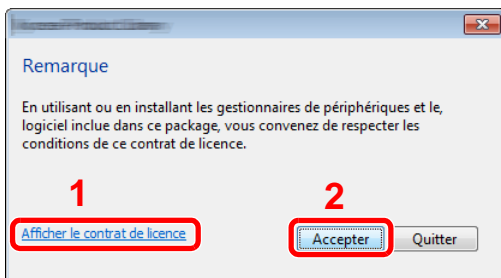 Remarque
En utilisant ou en installant les gestionnaires de périphériques et le,
logiciel inclue dans ce package, vous convenez de respecter les
conditions de ce contrat de licence.
1
2
Afficher le contrat de licence
Accepter
Quitter